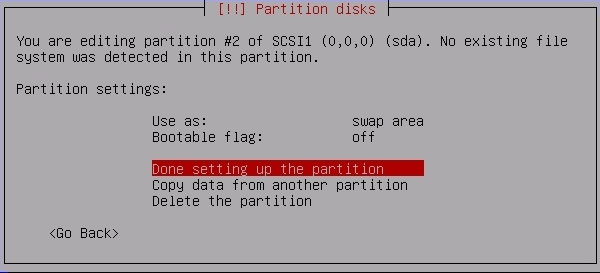 [!!] Partition disks
You are editing partition #2 of SCSI1 (0,0,0) (sda). No existing file
system was detected in this partition.
Partition settings:
Use as: swap area
Bootable flag: off
Done setting up the partition
Copy data from another partition
Delete the partition
<Go Back>